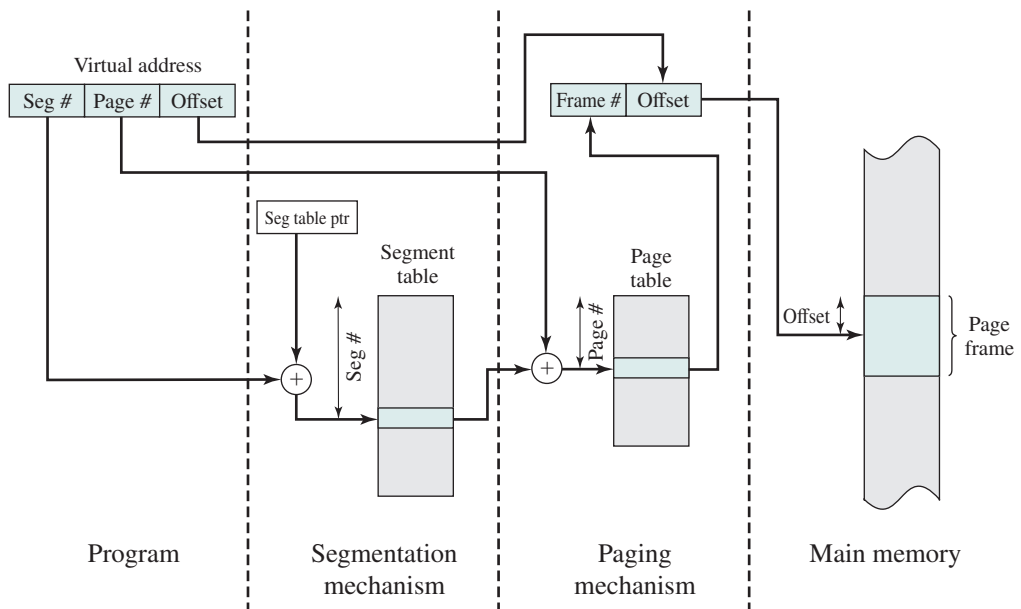 Virtual address
Seg # Page # Offset
Frame # Offset
Seg table ptr
Segment
table
Seg #
+
Page
table
Page #
+
Offset
Page
frame
Program
Segmentation
mechanism
Paging
mechanism
Main memory